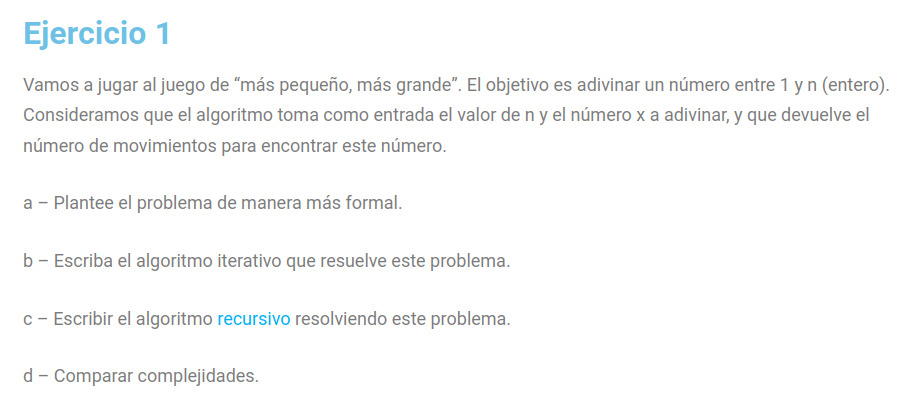 Ejercicio 1
Vamos a jugar al juego de “más pequeño, más grande”. El objetivo es adivinar un número entre 1 y n (entero).
Consideramos que el algoritmo toma como entrada el valor de n y el número x a adivinar, y que devuelve el
número de movimientos para encontrar este número.
a – Plantee el problema de manera más formal.
b – Escriba el algoritmo iterativo que resuelve este problema.
c – Escribir el algoritmo recursivo resolviendo este problema.
d – Comparar complejidades.